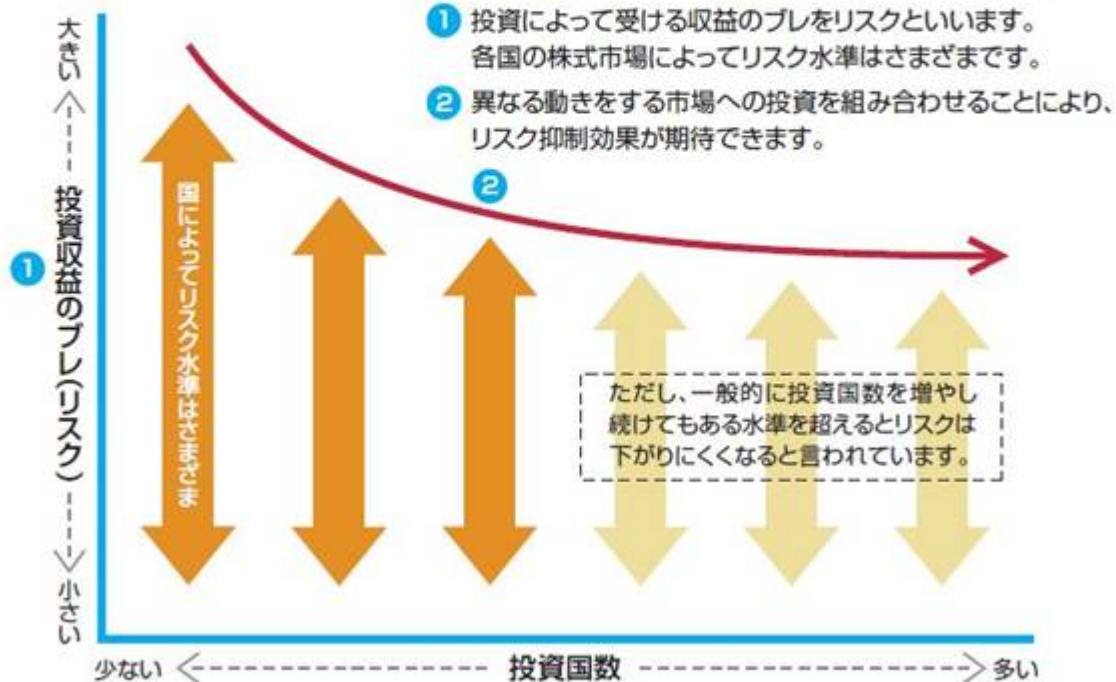 ① 投資によって受ける収益のブレをリスクといいます。
各国の株式市場によってリスク水準はさまざまです。
② 異なる動きをする市場への投資を組み合わせることにより、
リスク抑制効果が期待できます。
大きい
① 投資収益のブレ(リスク)
小さい
国によってリスク水準はさまざま
②
ただし、一般的に投資国数を増やし
続けてもある水準を超えるとリスクは
下がりにくくなると言われています。
少ない 投資国数 多い